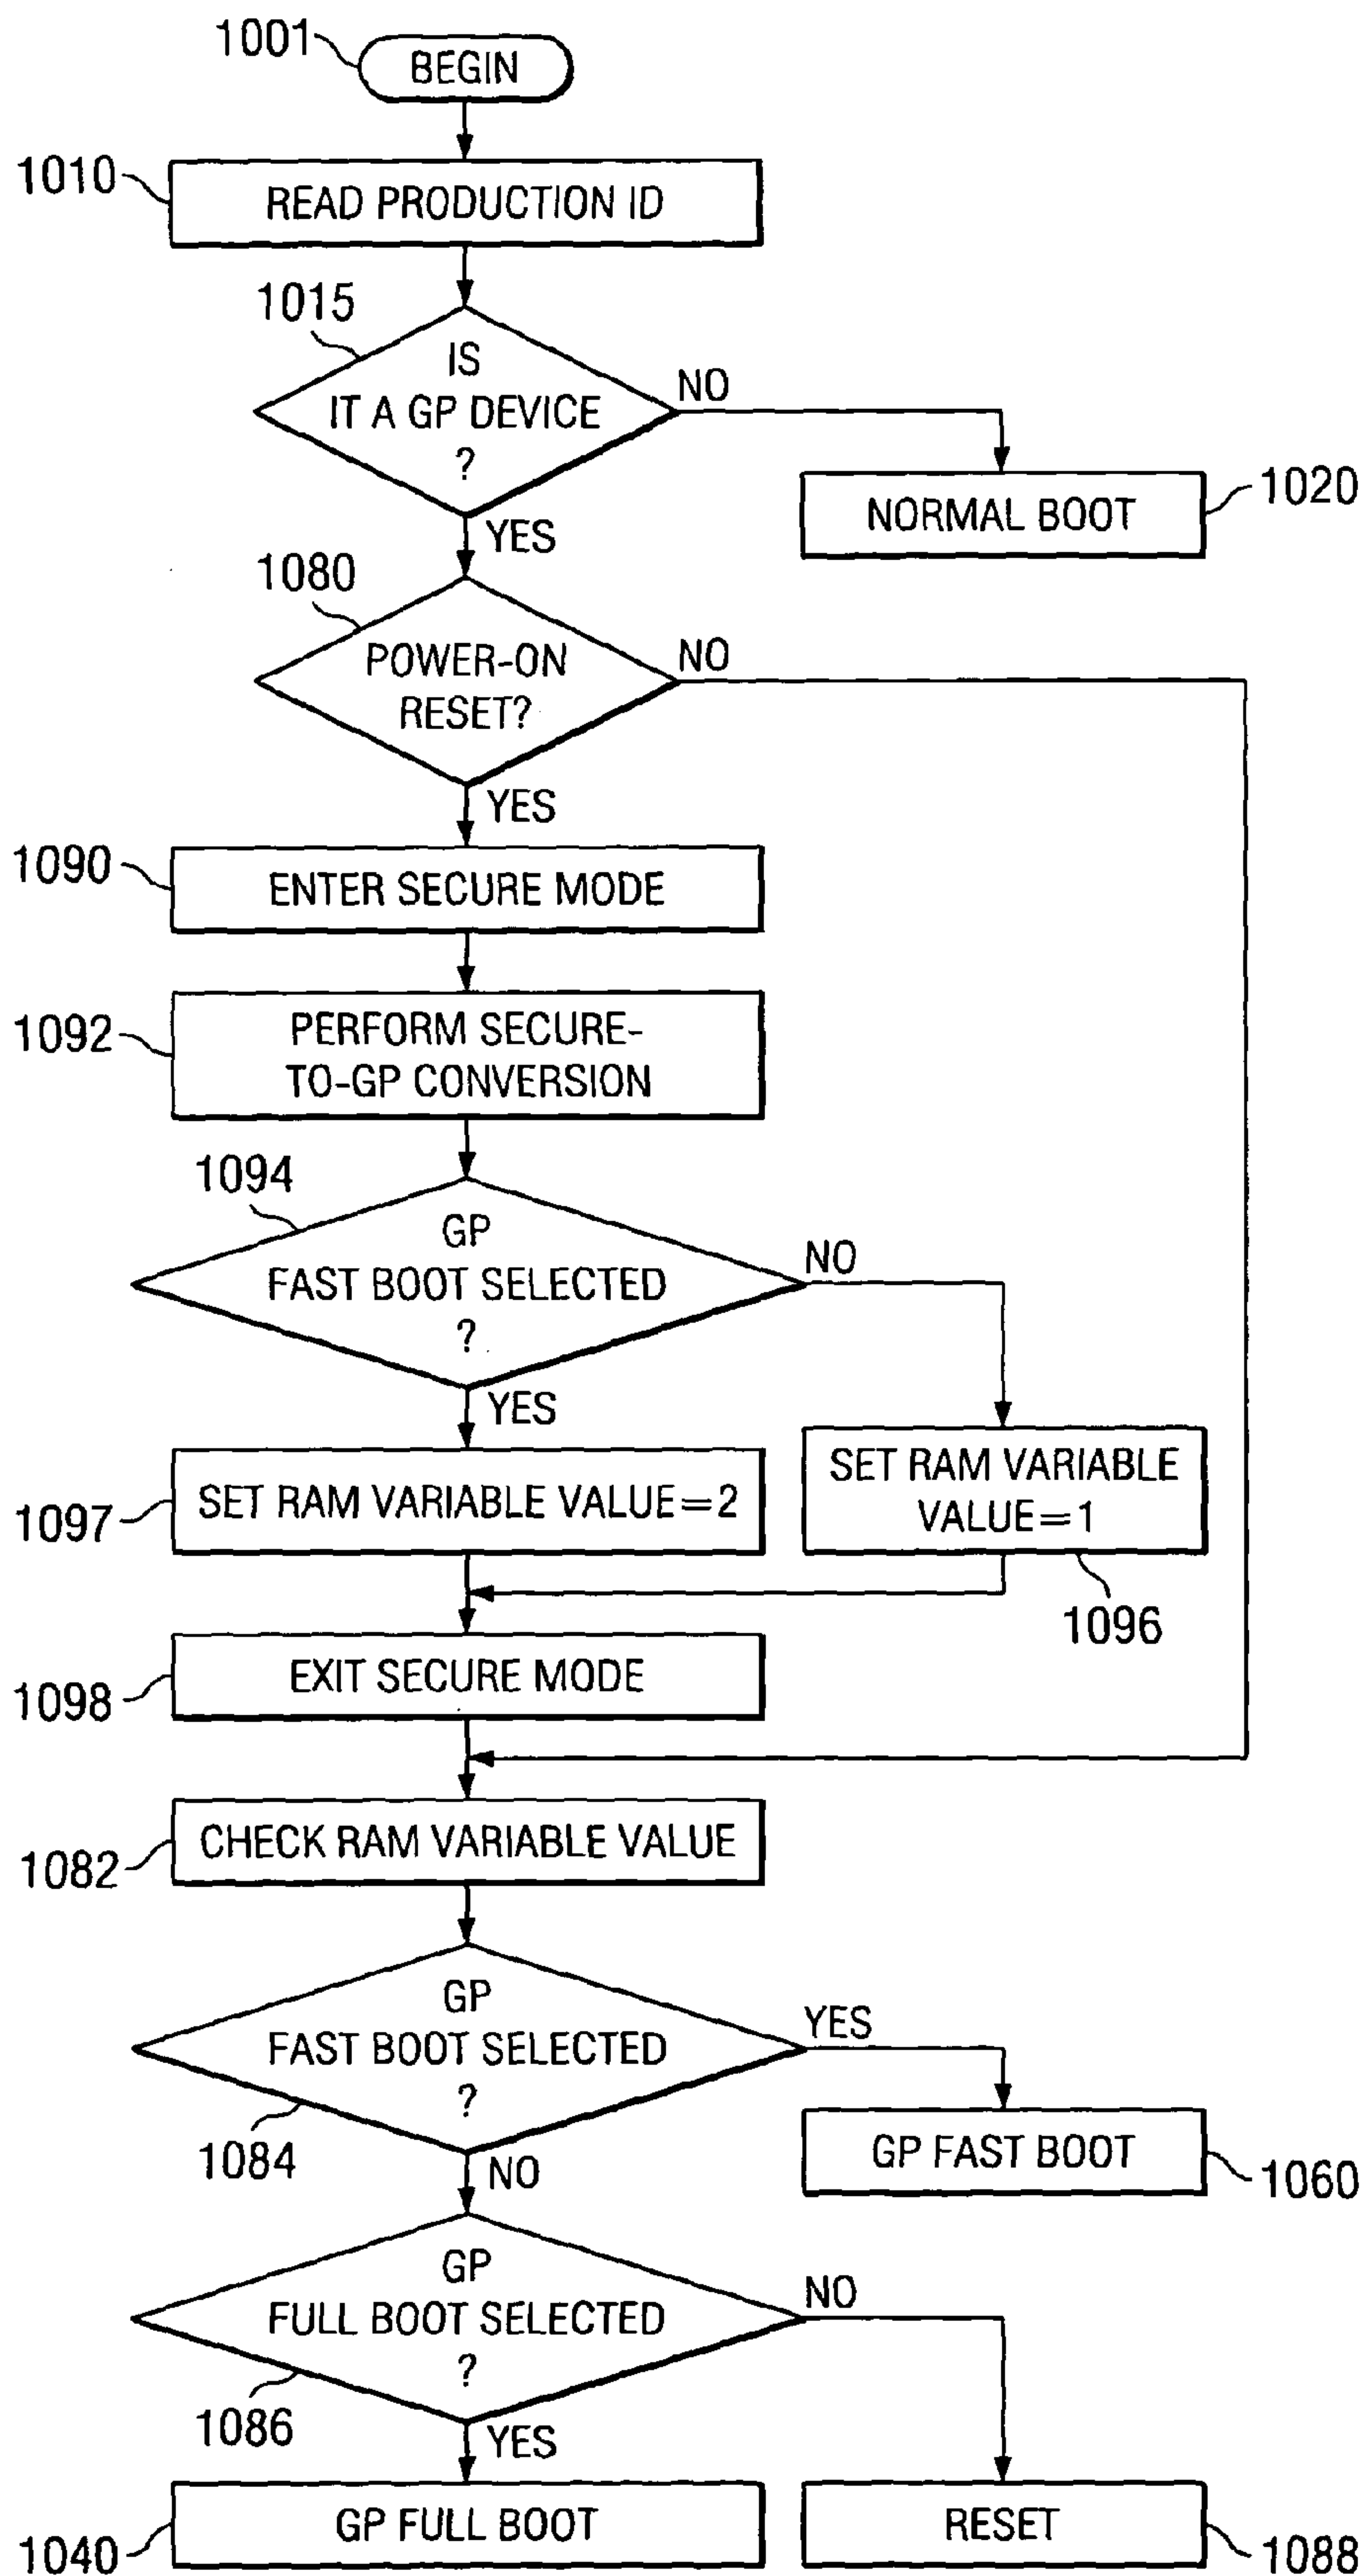 1001
BEGIN
1010
READ PRODUCTION ID
1015
IS
IT A GP DEVICE
?
NO
YES
NORMAL BOOT
1020
1080
POWER-ON
RESET?
NO
YES
1090
ENTER SECURE MODE
1092
PERFORM SECURE-
TO-GP CONVERSION
1094
GP
FAST BOOT SELECTED
?
NO
YES
1097
SET RAM VARIABLE VALUE=2
SET RAM VARIABLE
VALUE=1
1096
1098
EXIT SECURE MODE
1082
CHECK RAM VARIABLE VALUE
GP
FAST BOOT SELECTED
?
1084
YES
NO
GP FAST BOOT
1060
GP
FULL BOOT SELECTED
?
1086
NO
YES
1040
GP FULL BOOT
RESET
1088